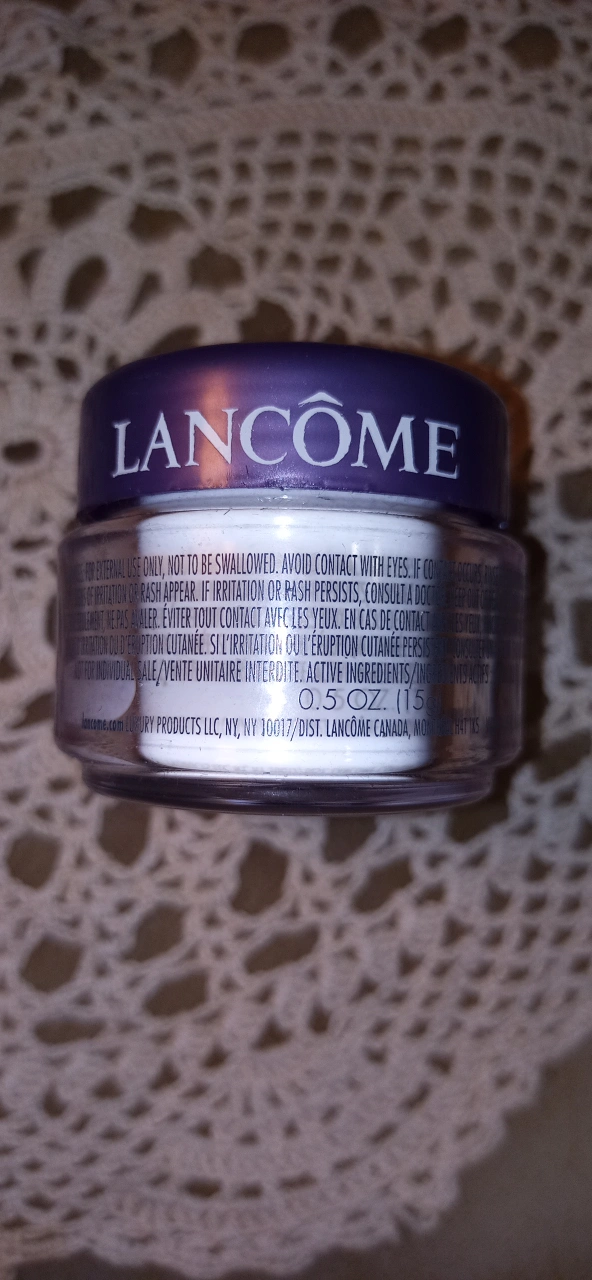 LANCÔME
FOR EXTERNAL USE ONLY, NOT TO BE SWALLOWED. AVOID CONTACT WITH EYES. IF
OF IRRITATION OR RASH APPEAR. IF IRRITATION OR RASH PERSISTS, CONSULT A
NE PAS AVALER. ÉVITER TOUT CONTACT AVEC LES YEUX. EN CAS DE CONTACT
IRRITATION OU D'ÉRUPTION CUTANÉE. SI L'IRRITATION OU L'ÉRUPTION CUTANÉE
NOT FOR INDIVIDUAL SALE/VENTE UNITAIRE INTERDITE. ACTIVE INGREDIENTS/
0.5 OZ. (15
lancome.com LUXURY PRODUCTS LLC, NY, NY 10017/DIST. LANCÔME CANADA,